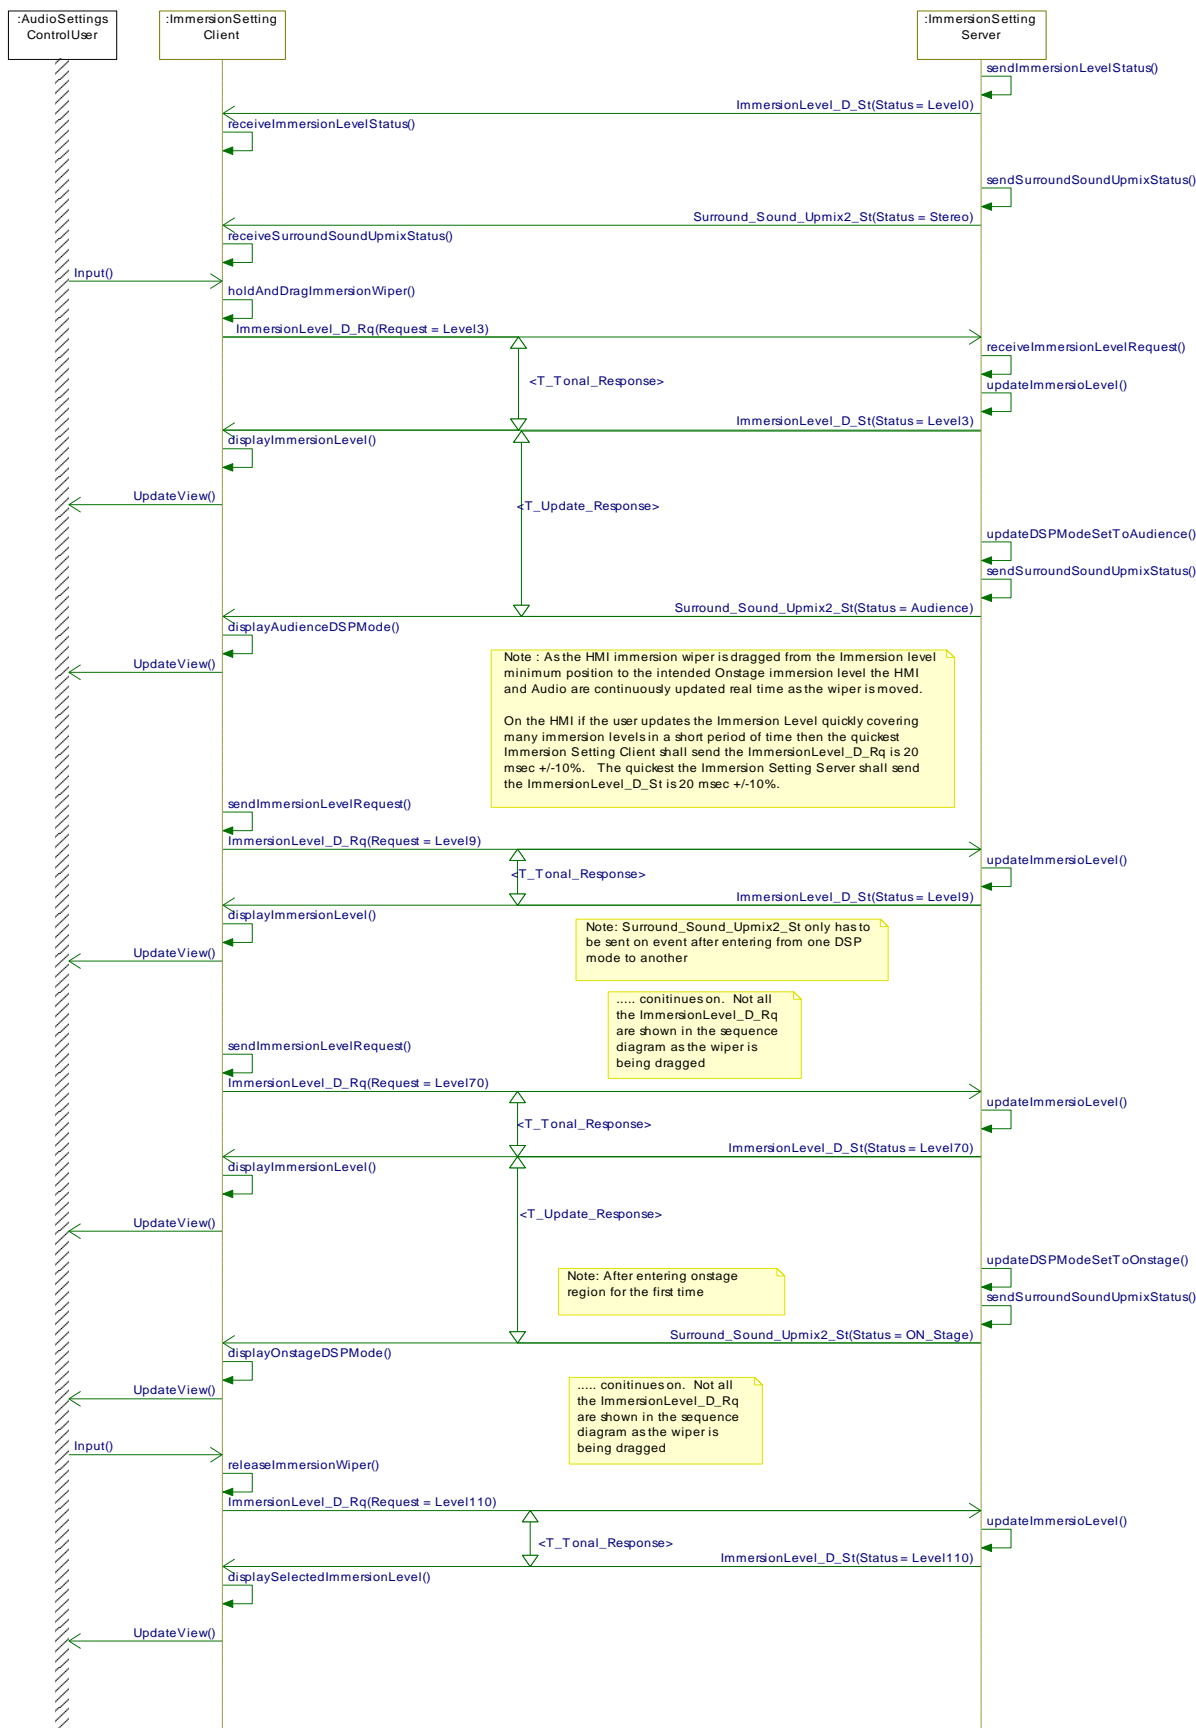 :AudioSettings
ControlUser
:ImmersionSetting
Client
:ImmersionSetting
Server
sendImmersionLevelStatus()
ImmersionLevel_D_St(Status = Level0)
receiveImmersionLevelStatus()
sendSurroundSoundUpmixStatus()
Surround_Sound_Upmix2_St(Status = Stereo)
receiveSurroundSoundUpmixStatus()
Input()
holdAndDragImmersionWiper()
ImmersionLevel_D_Rq(Request = Level3)
receiveImmersionLevelRequest()
<T_Tonal_Response>
updateImmersioLevel()
ImmersionLevel_D_St(Status = Level3)
displayImmersionLevel()
UpdateView()
<T_Update_Response>
updateDSPModeSetToAudience()
sendSurroundSoundUpmixStatus()
Surround_Sound_Upmix2_St(Status = Audience)
displayAudienceDSPMode()
UpdateView()
Note : As the HMI immersion wiper is dragged from the Immersion level
minimum position to the intended Onstage immersion level the HMI
and Audio are continuously updated real time as the wiper is moved.
On the HMI if the user updates the Immersion Level quickly covering
many immersion levels in a short period of time then the quickest
Immersion Setting Client shall send the ImmersionLevel_D_Rq is 20
msec +/-10%.   The quickest the Immersion Setting Server shall send
the ImmersionLevel_D_St is 20 msec +/-10%.
sendImmersionLevelRequest()
ImmersionLevel_D_Rq(Request = Level9)
updateImmersioLevel()
<T_Tonal_Response>
ImmersionLevel_D_St(Status = Level9)
displayImmersionLevel()
Note: Surround_Sound_Upmix2_St only has to
be sent on event after entering from one DSP
mode to another
UpdateView()
..... conitinues on.  Not all
the ImmersionLevel_D_Rq
are shown in the sequence
diagram as the wiper is
being dragged
sendImmersionLevelRequest()
ImmersionLevel_D_Rq(Request = Level70)
updateImmersioLevel()
<T_Tonal_Response>
ImmersionLevel_D_St(Status = Level70)
displayImmersionLevel()
UpdateView()
<T_Update_Response>
updateDSPModeSetToOnstage()
Note: After entering onstage
region for the first time
sendSurroundSoundUpmixStatus()
Surround_Sound_Upmix2_St(Status = ON_Stage)
displayOnstageDSPMode()
UpdateView()
..... conitinues on.  Not all
the ImmersionLevel_D_Rq
are shown in the sequence
diagram as the wiper is
being dragged
Input()
releaseImmersionWiper()
ImmersionLevel_D_Rq(Request = Level110)
updateImmersioLevel()
<T_Tonal_Response>
ImmersionLevel_D_St(Status = Level110)
displaySelectedImmersionLevel()
UpdateView()